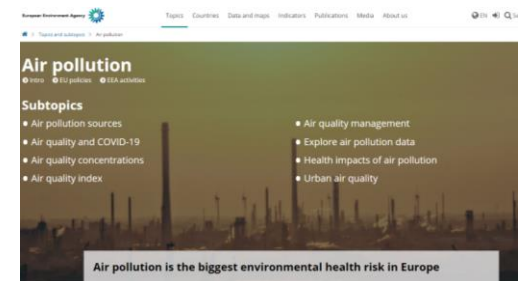 European Environment Agency
Topics Countries Data and maps Indicators Publications Media About us
EN
Topics and subtopics > Air pollution
Air pollution
Intro EU policies EEA activities
Subtopics
Air pollution sources
Air quality and COVID-19
Air quality concentrations
Air quality index
Air quality management
Explore air pollution data
Health impacts of air pollution
Urban air quality
Air pollution is the biggest environmental health risk in Europe